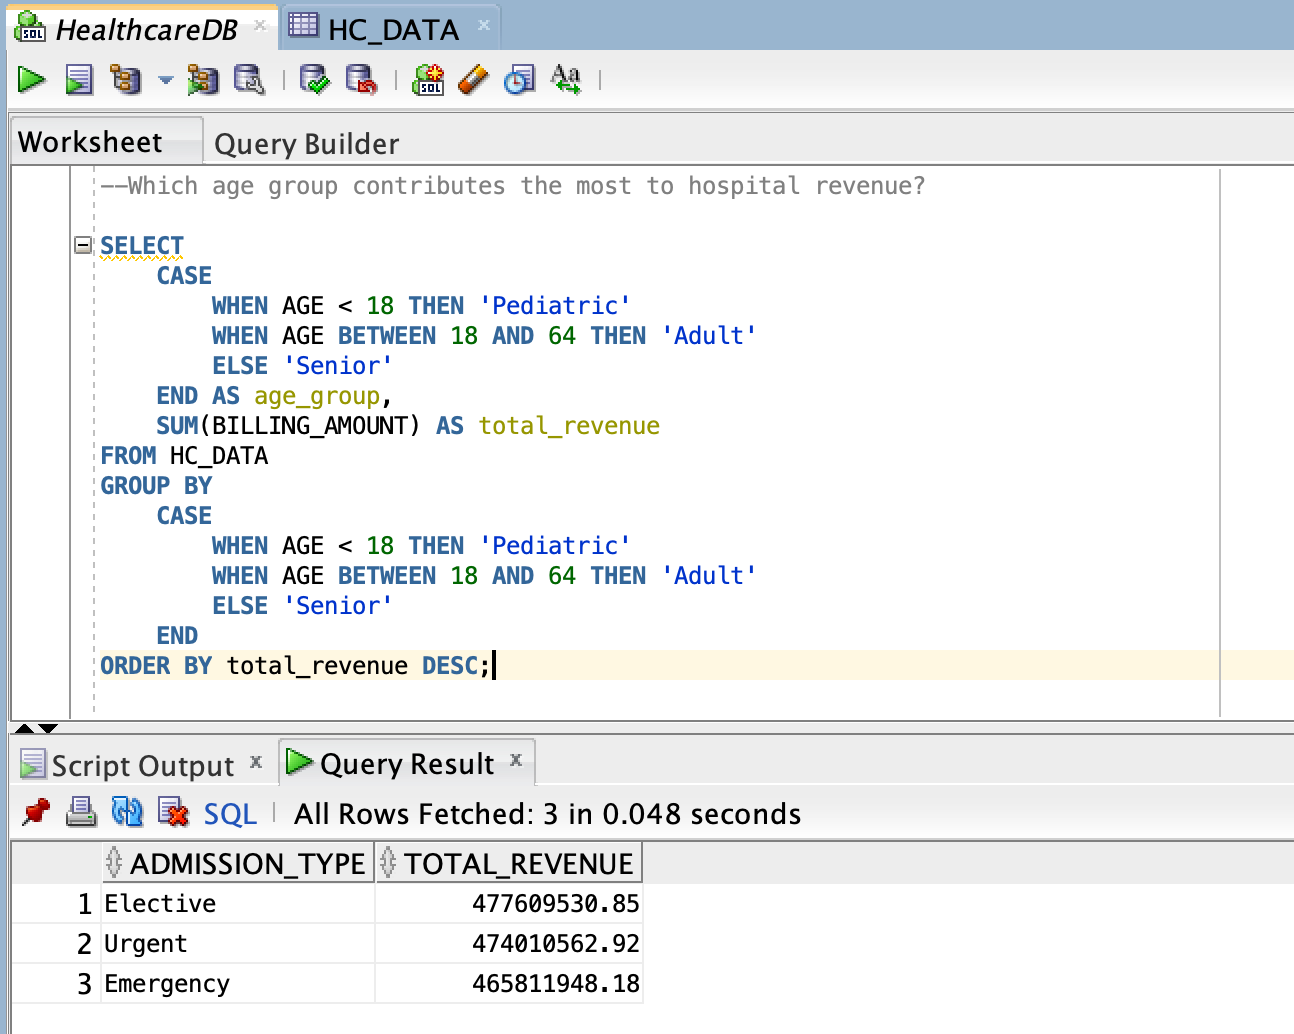 HealthcareDB HC_DATA
Worksheet Query Builder
--Which age group contributes the most to hospital revenue?
SELECT
CASE
WHEN AGE < 18 THEN 'Pediatric'
WHEN AGE BETWEEN 18 AND 64 THEN 'Adult'
ELSE 'Senior'
END AS age_group,
SUM(BILLING_AMOUNT) AS total_revenue
FROM HC_DATA
GROUP BY
CASE
WHEN AGE < 18 THEN 'Pediatric'
WHEN AGE BETWEEN 18 AND 64 THEN 'Adult'
ELSE 'Senior'
END
ORDER BY total_revenue DESC;
Script Output x Query Result x
SQL All Rows Fetched: 3 in 0.048 seconds
ADMISSION_TYPE TOTAL_REVENUE
1 Elective 477609530.85
2 Urgent 474010562.92
3 Emergency 465811948.18